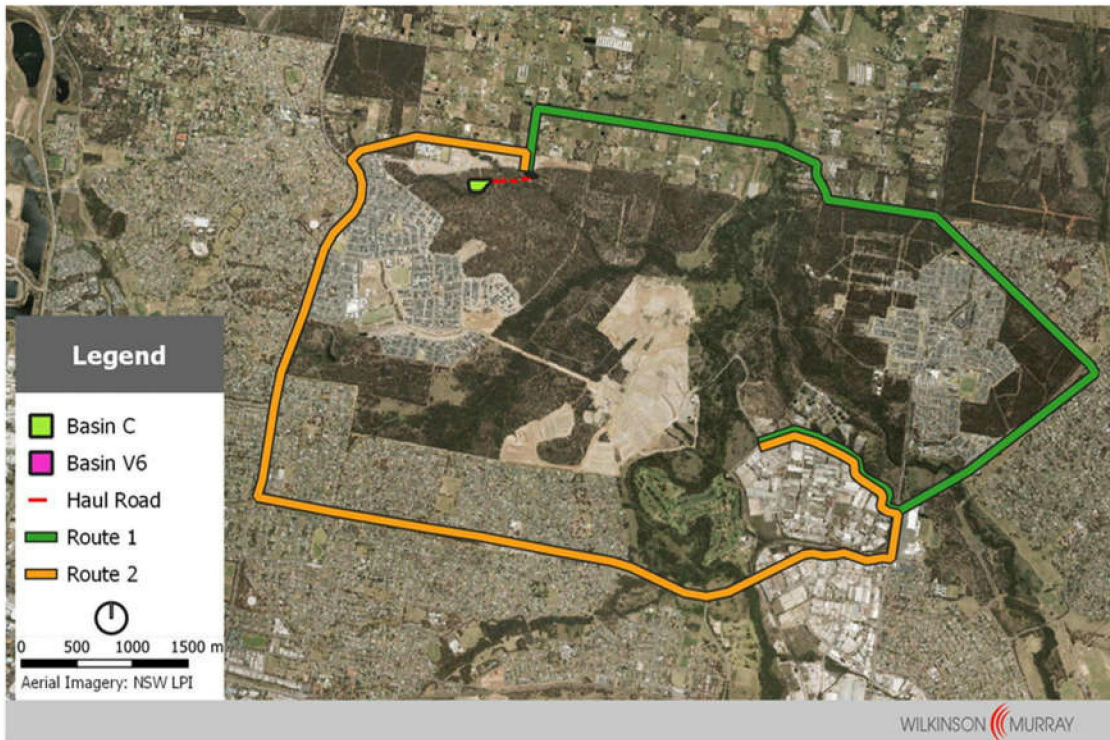 Legend
Basin C
Basin V6
Haul Road
Route 1
Route 2
0 500 1000 1500 m
Aerial Imagery: NSW LPI
WILKINSON MURRAY